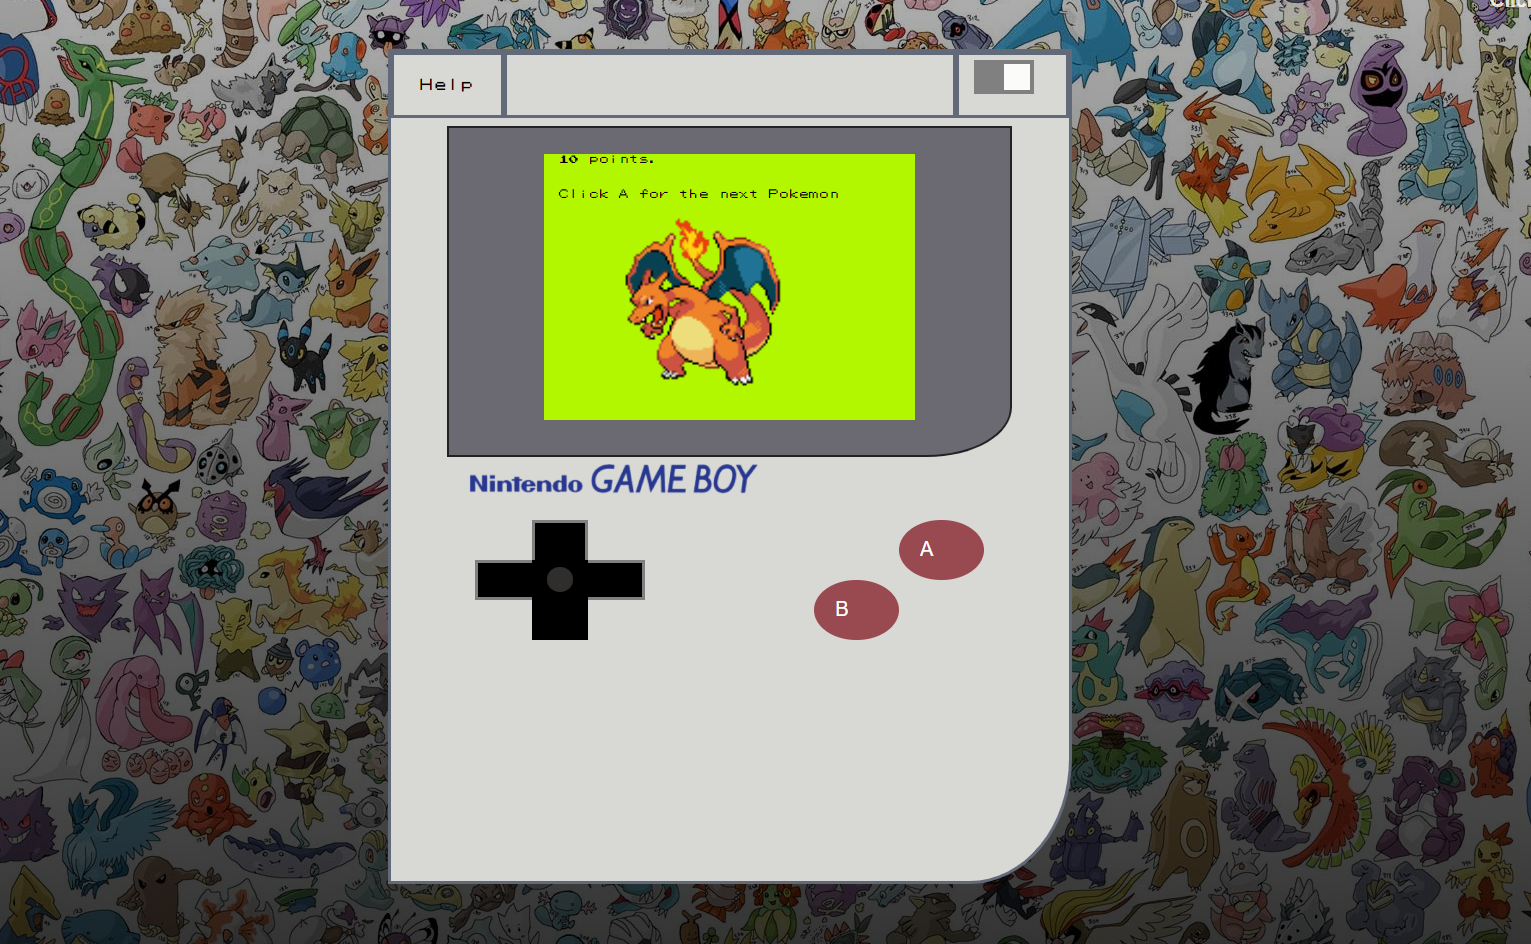 Help
10 points.
Click A for the next Pokemon
Nintendo GAME BOY
A
B